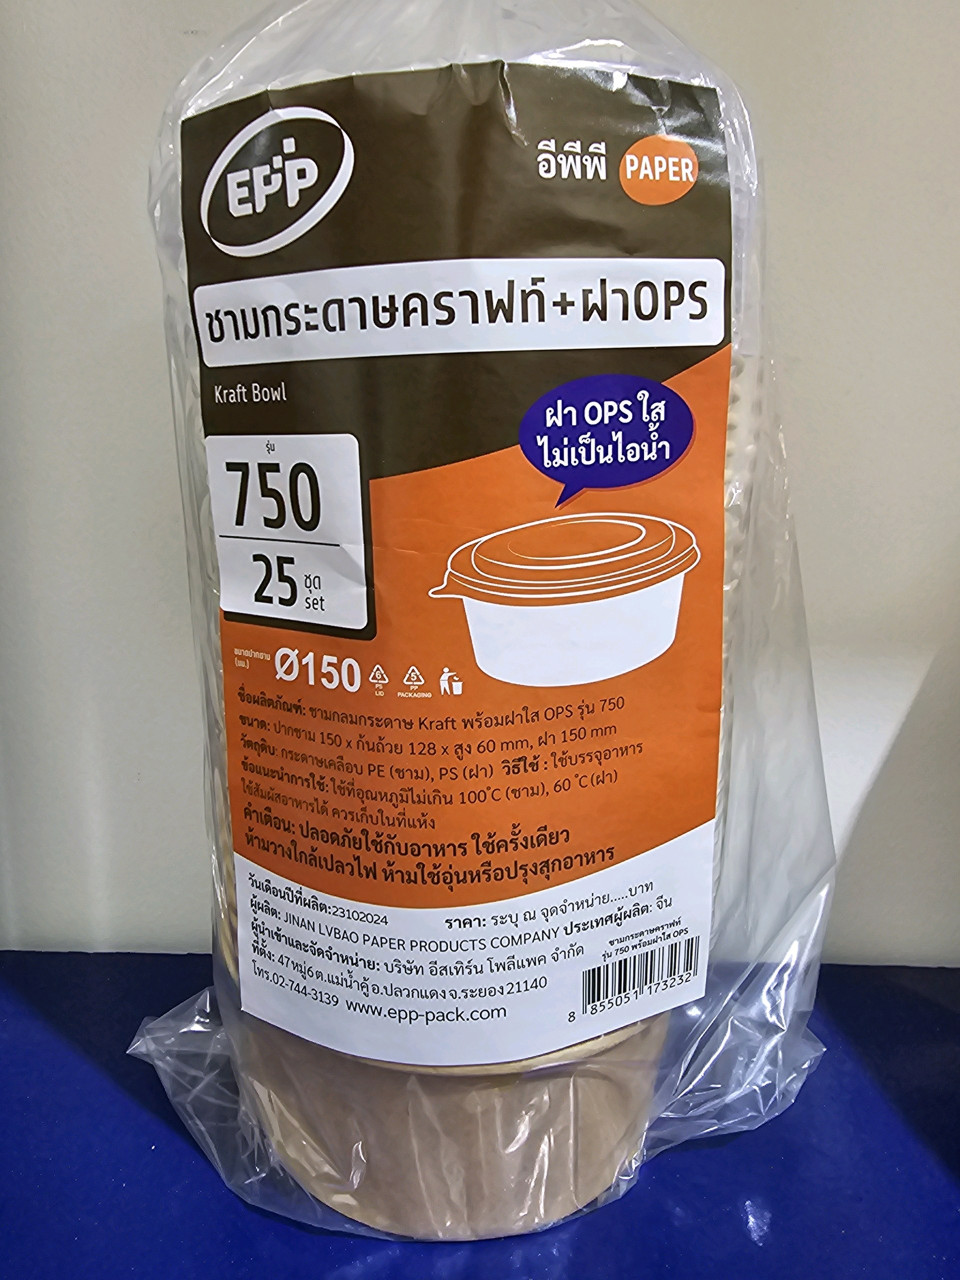 EPP
อีพีพี PAPER
ชามกระดาษคราฟท์+ฝาOPS
Kraft Bowl
ฝา OPS ใส
ไม่เป็นไอน้ำ
รุ่น
750
25 ชุด
set
ขนาดปากชาม
(มม.)
Ø150
6
PS
LID
5
PP
PACKAGING
ชื่อผลิตภัณฑ์: ชามกลมกระดาษ Kraft พร้อมฝาใส OPS รุ่น 750
ขนาด: ปากชาม 150 x ก้นถ้วย 128 x สูง 60 mm, ฝา 150 mm
วัตถุดิบ: กระดาษเคลือบ PE (ชาม), PS (ฝา) วิธีใช้ : ใช้บรรจุอาหาร
ข้อแนะนำการใช้: ใช้ที่อุณหภูมิไม่เกิน 100°C (ชาม), 60 °C (ฝา)
ใช้สัมผัสอาหารได้ ควรเก็บในที่แห้ง
คำเตือน: ปลอดภัยใช้กับอาหาร ใช้ครั้งเดียว
ห้ามวางใกล้เปลวไฟ ห้ามใช้อุ่นหรือปรุงสุกอาหาร
วันเดือนปีที่ผลิต:23102024 ราคา: ระบุ ณ จุดจำหน่าย.....บาท
ผู้ผลิต: JINAN LVBAO PAPER PRODUCTS COMPANY ประเทศผู้ผลิต: จีน
ผู้นำเข้าและจัดจำหน่าย: บริษัท อีสเทิร์น โพลีแพค จำกัด
ที่ตั้ง: 47 หมู่ 6 ต.แม่น้ำคู้ อ.ปลวกแดง จ.ระยอง 21140
โทร.02-744-3139 www.epp-pack.com
ชามกระดาษคราฟท์
รุ่น 750 พร้อมฝาใส OPS
8 855051 173232